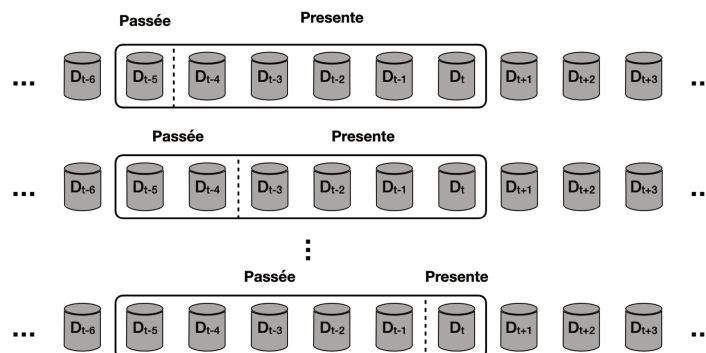 Passée Presente
... Dt-6 Dt-5 Dt-4 Dt-3 Dt-2 Dt-1 Dt Dt+1 Dt+2 Dt+3 ..
Passée Presente
... Dt-6 Dt-5 Dt-4 Dt-3 Dt-2 Dt-1 Dt Dt+1 Dt+2 Dt+3 ..
⋮
Passée Presente
... Dt-6 Dt-5 Dt-4 Dt-3 Dt-2 Dt-1 Dt Dt+1 Dt+2 Dt+3 ..